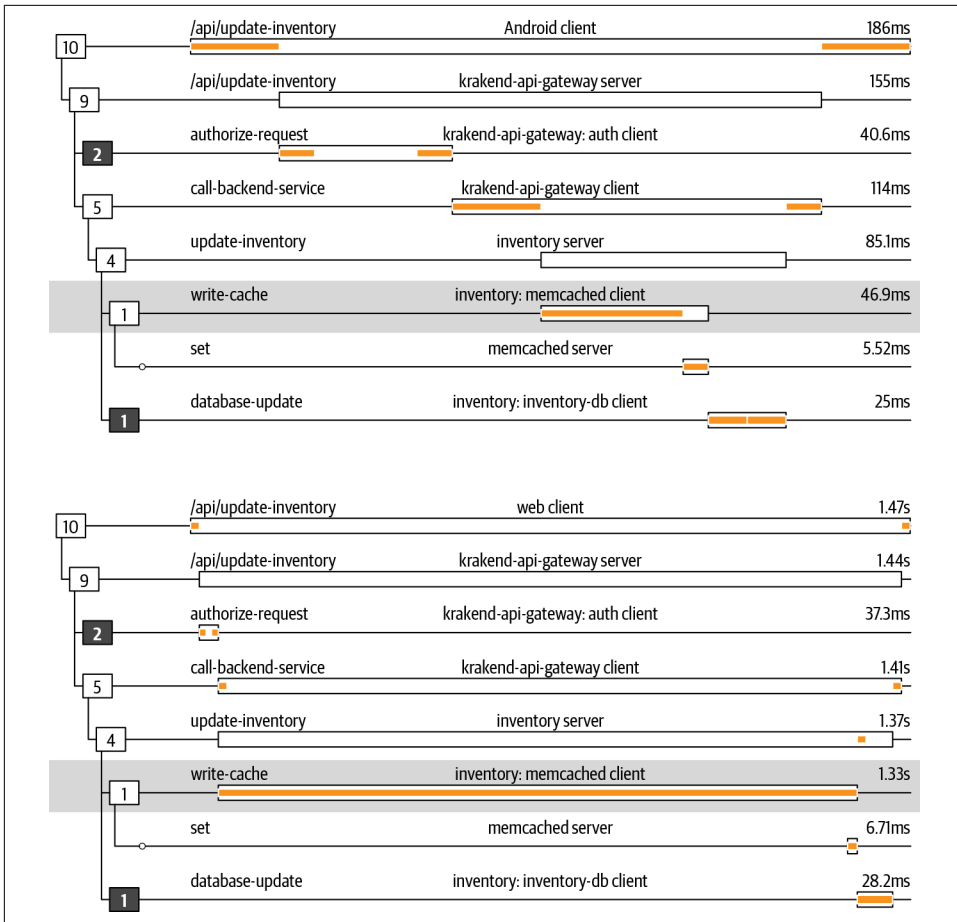 /api/update-inventory Android client 186ms
10
/api/update-inventory krakend-api-gateway server 155ms
9
authorize-request krakend-api-gateway: auth client 40.6ms
2
call-backend-service krakend-api-gateway client 114ms
5
update-inventory inventory server 85.1ms
4
write-cache inventory: memcached client 46.9ms
1
set memcached server 5.52ms
database-update inventory: inventory-db client 25ms
1
/api/update-inventory web client 1.47s
10
/api/update-inventory krakend-api-gateway server 1.44s
9
authorize-request krakend-api-gateway: auth client 37.3ms
2
call-backend-service krakend-api-gateway client 1.41s
5
update-inventory inventory server 1.37s
4
write-cache inventory: memcached client 1.33s
1
set memcached server 6.71ms
database-update inventory: inventory-db client 28.2ms
1